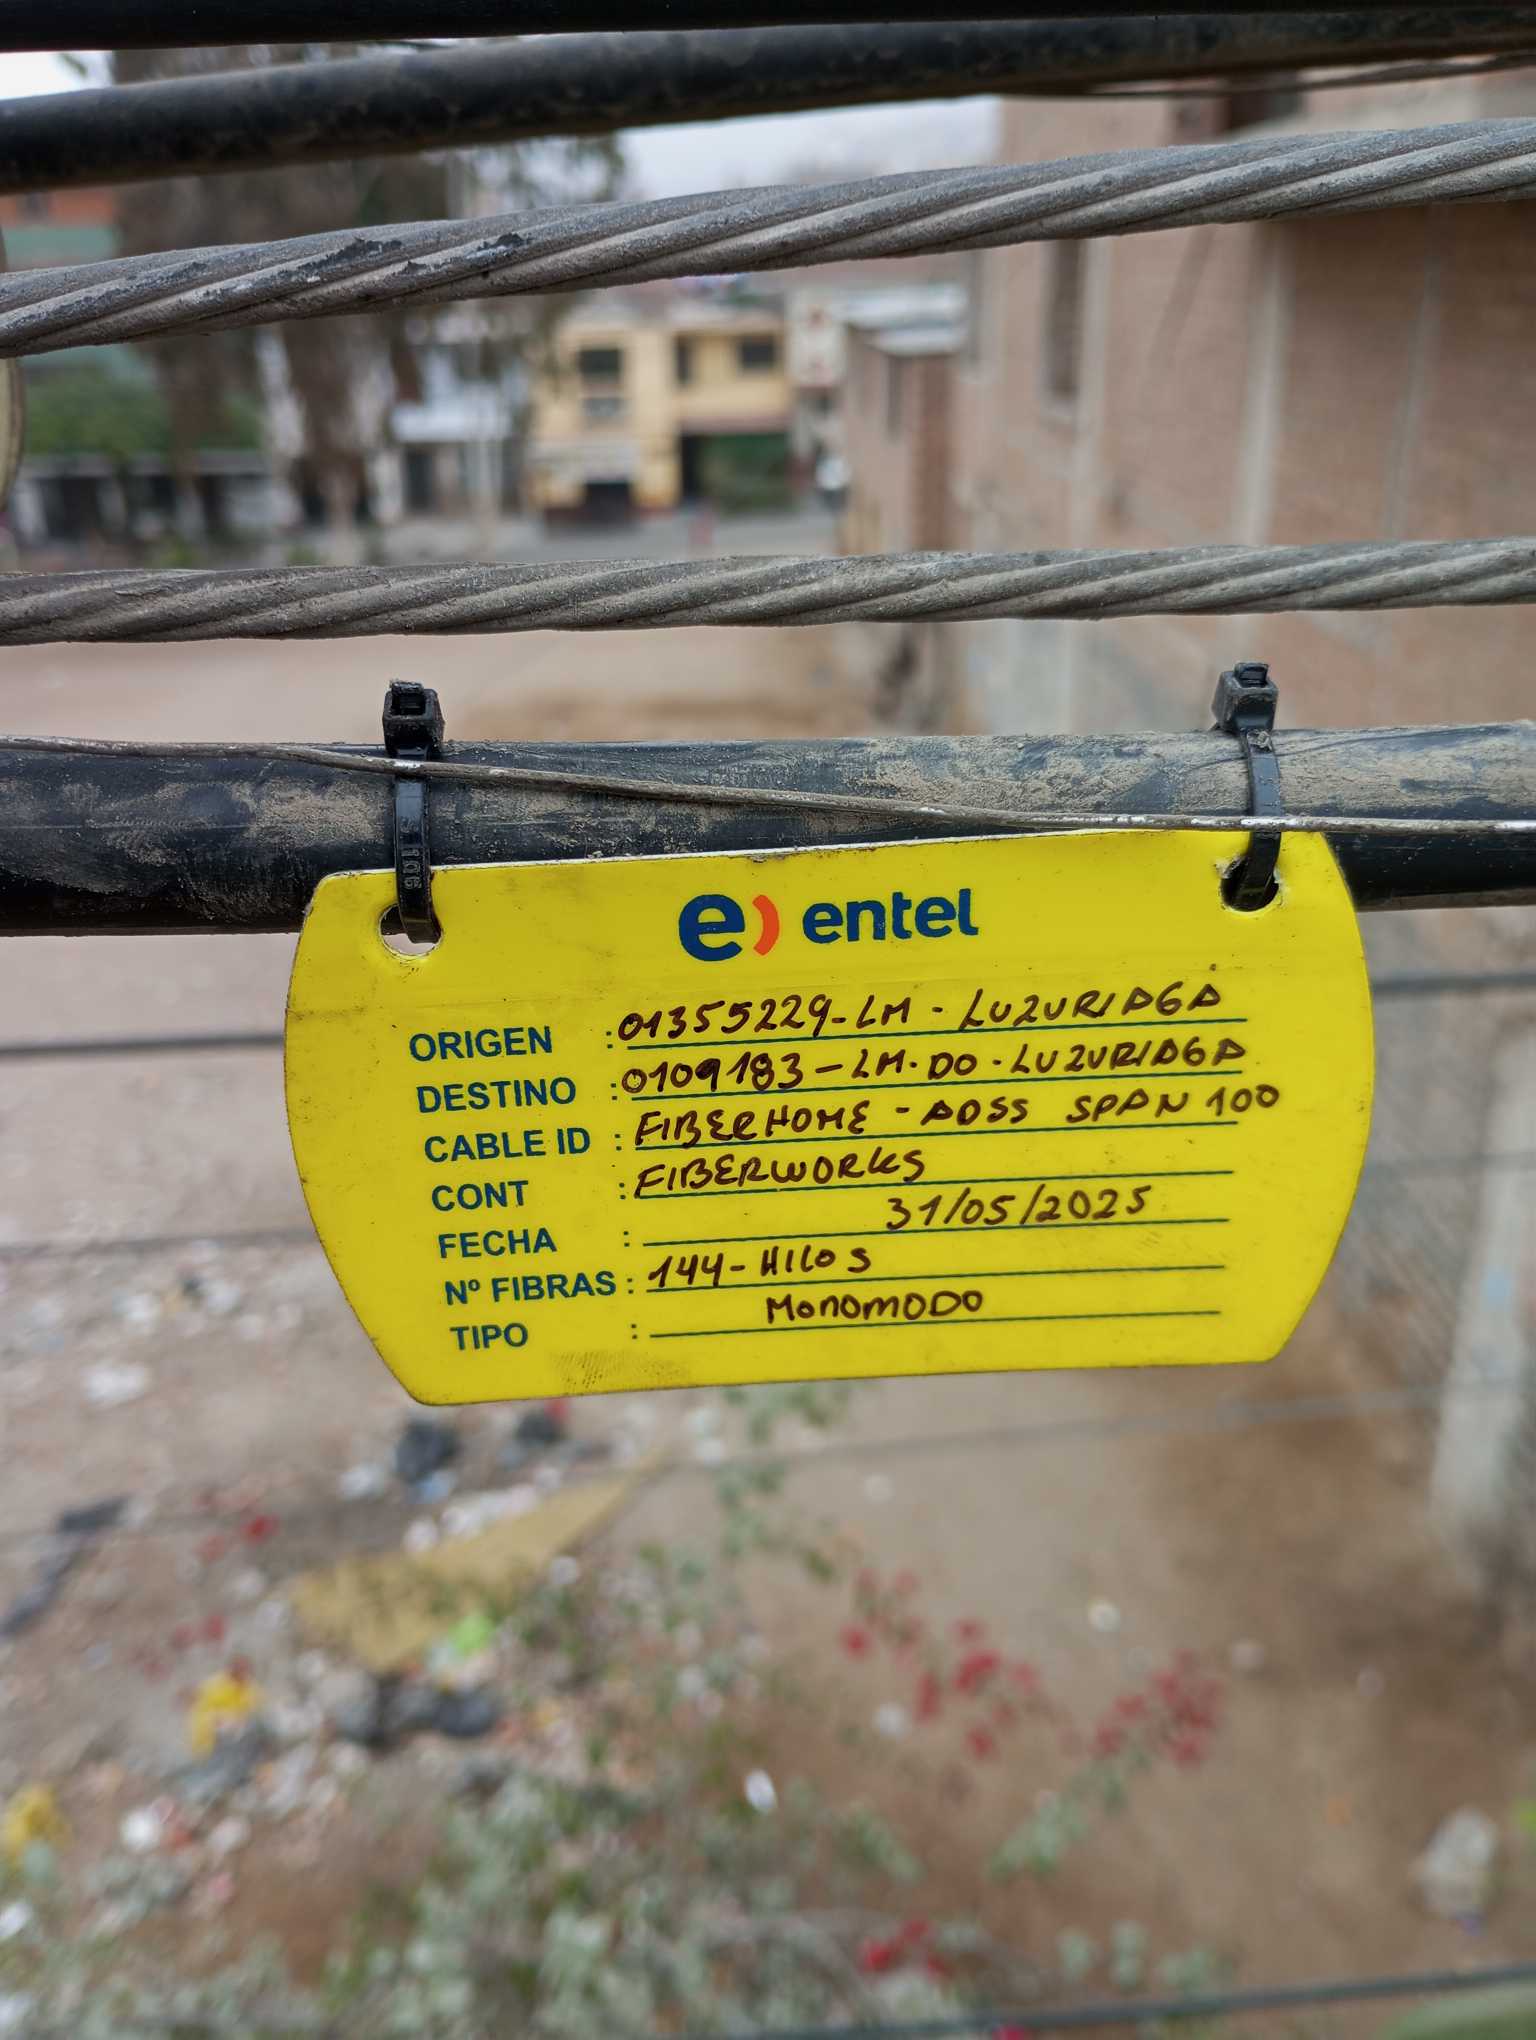 e) entel
ORIGEN : 01355229-LM - LUZURIAGA
DESTINO : 0109183-LM-DO-LUZURIAGA
CABLE ID : FIBERHOME - ADSS SPAN 100
CONT : FIBERWORKS
FECHA : 31/05/2025
Nº FIBRAS : 144-HILOS
TIPO : MONOMODO